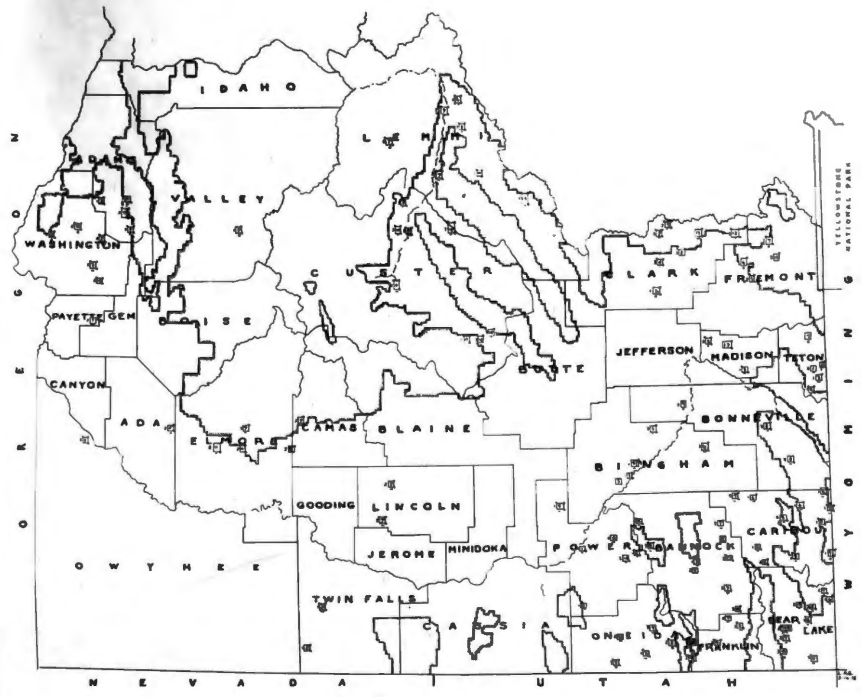 IDAHO
LEMHI
ADAMS
VALLEY
WASHINGTON
CUSTER
CLARK
FREMONT
YELLOWSTONE
NATIONAL PARK
PAYETTE
GEM
BOISE
JEFFERSON
MADISON
TETON
BUTTE
CANYON
ADA
ELMORE
CAMAS
BLAINE
BONNEVILLE
BINGHAM
GOODING
LINCOLN
CARIBOU
JEROME
MINIDOKA
POWER
BANNOCK
OWYHEE
TWIN FALLS
CASSIA
ONEIDA
FRANKLIN
BEAR
LAKE
OREGON
WYOMING
NEVADA
UTAH